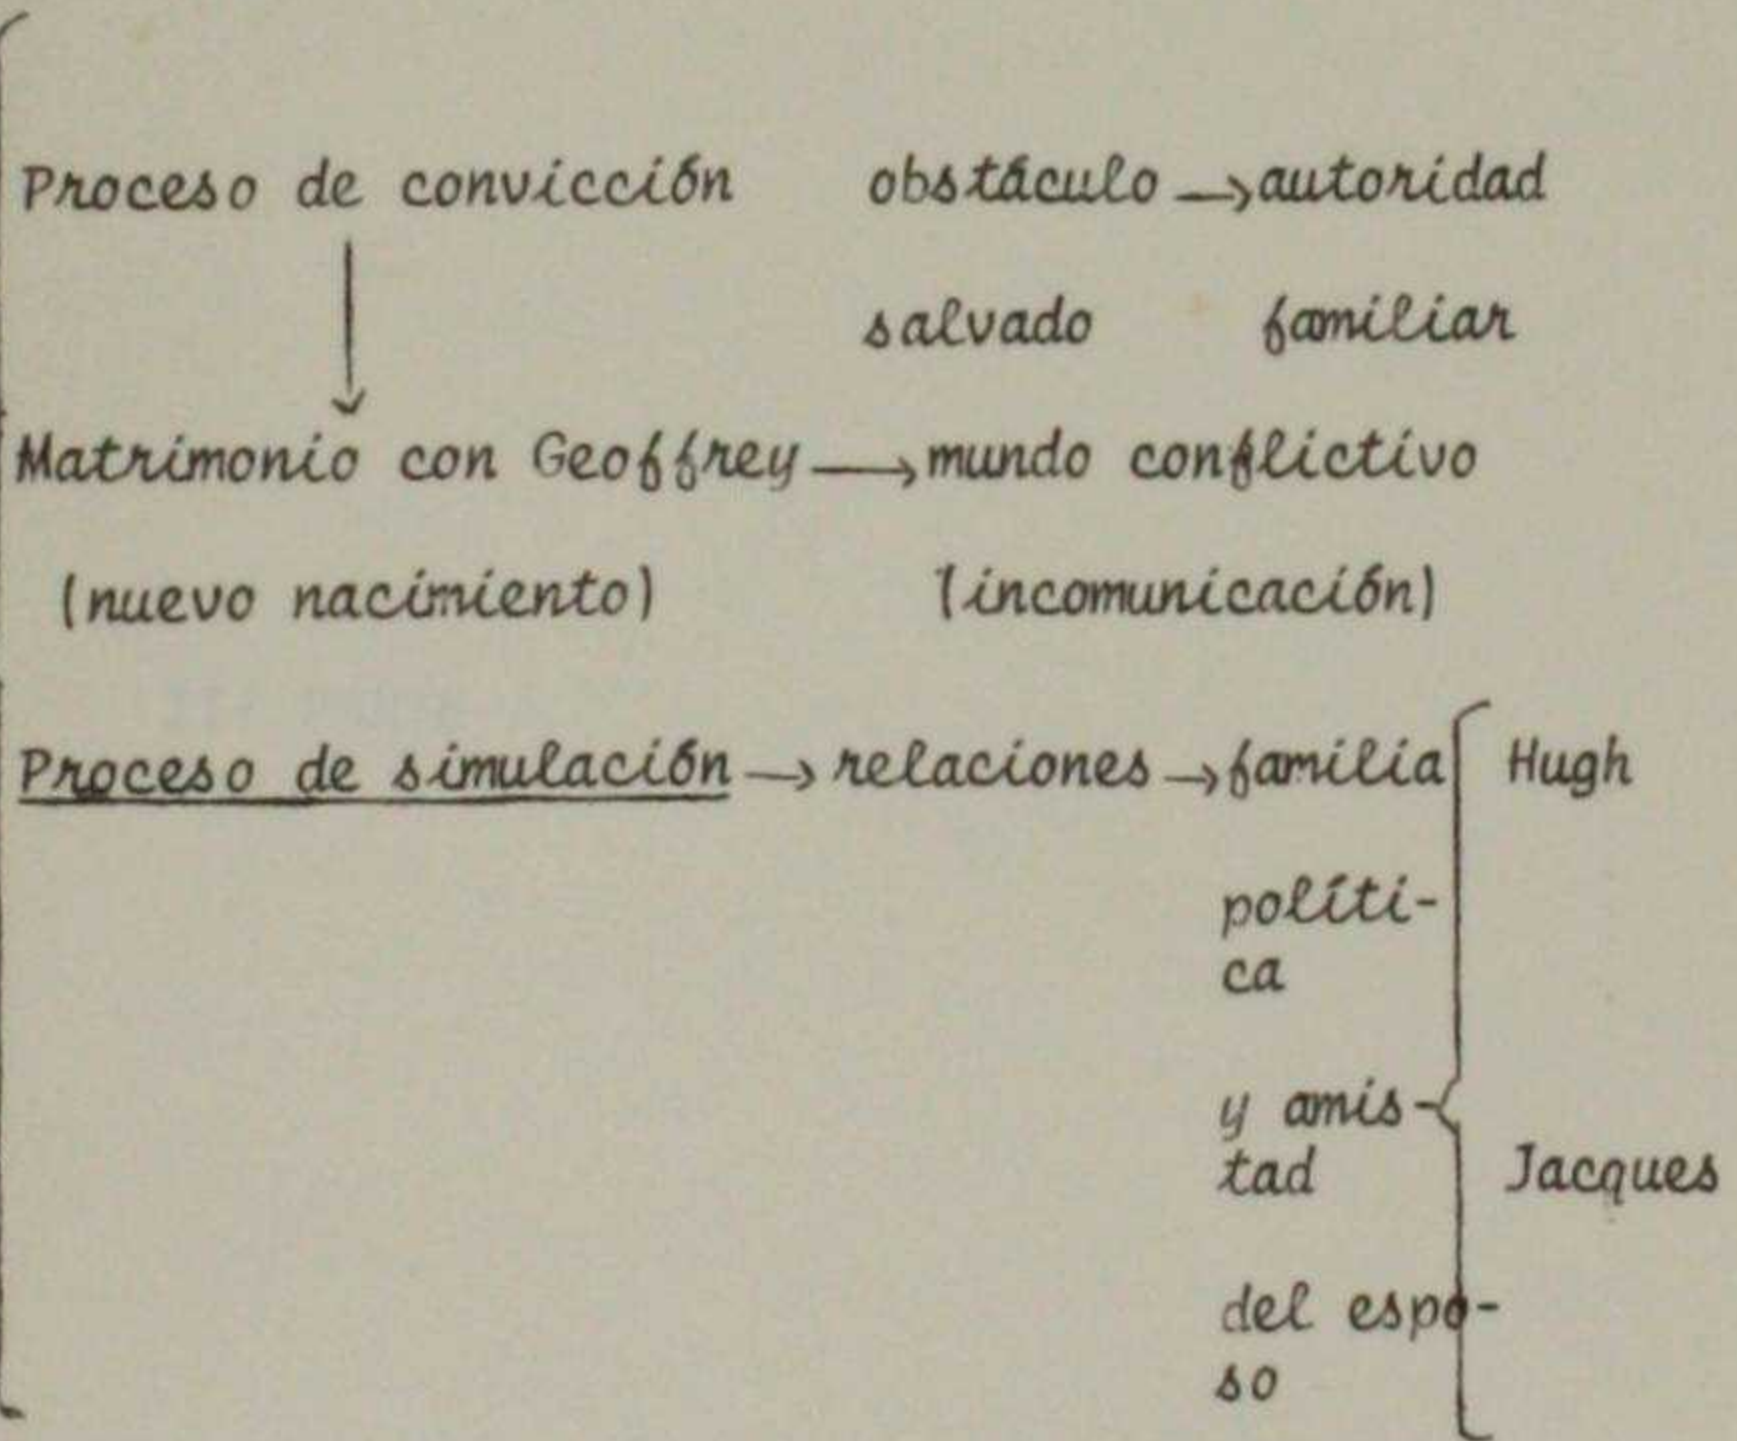 Proceso de convicción obstáculo → autoridad
salvado familiar
Matrimonio con Geoffrey → mundo conflictivo
(nuevo nacimiento) (incomunicación)
Proceso de simulación → relaciones → familia Hugh
políti-
ca
y amis-
tad Jacques
del espo-
so